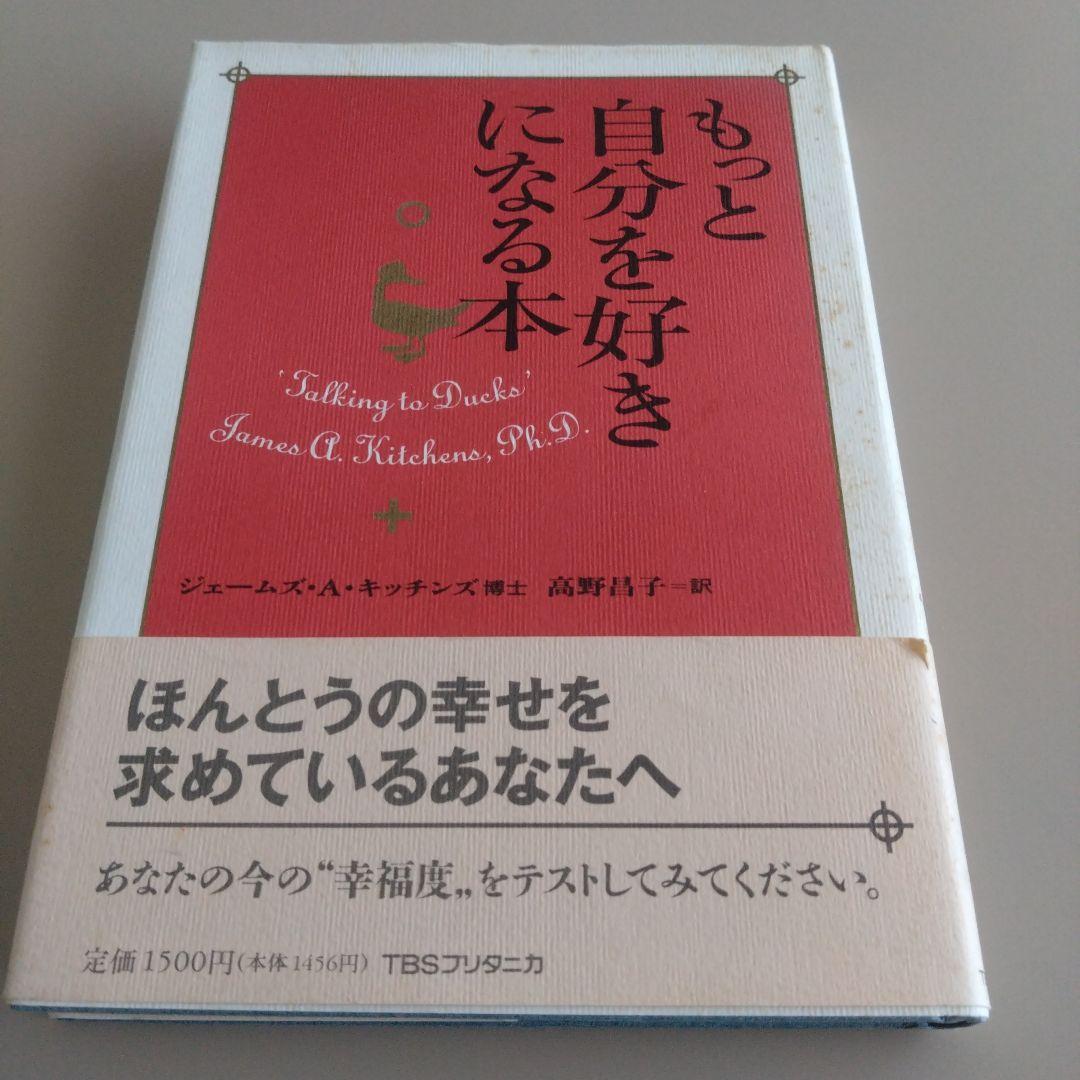 もっと
自分を好き
になる本
'Talking to Ducks'
James A. Kitchens, Ph.D.
ジェームズ・A・キッチンズ博士 高野昌子=訳
ほんとうの幸せを
求めているあなたへ
あなたの今の“幸福度„をテストしてみてください。
定価1500円(本体1456円) TBSブリタニカ